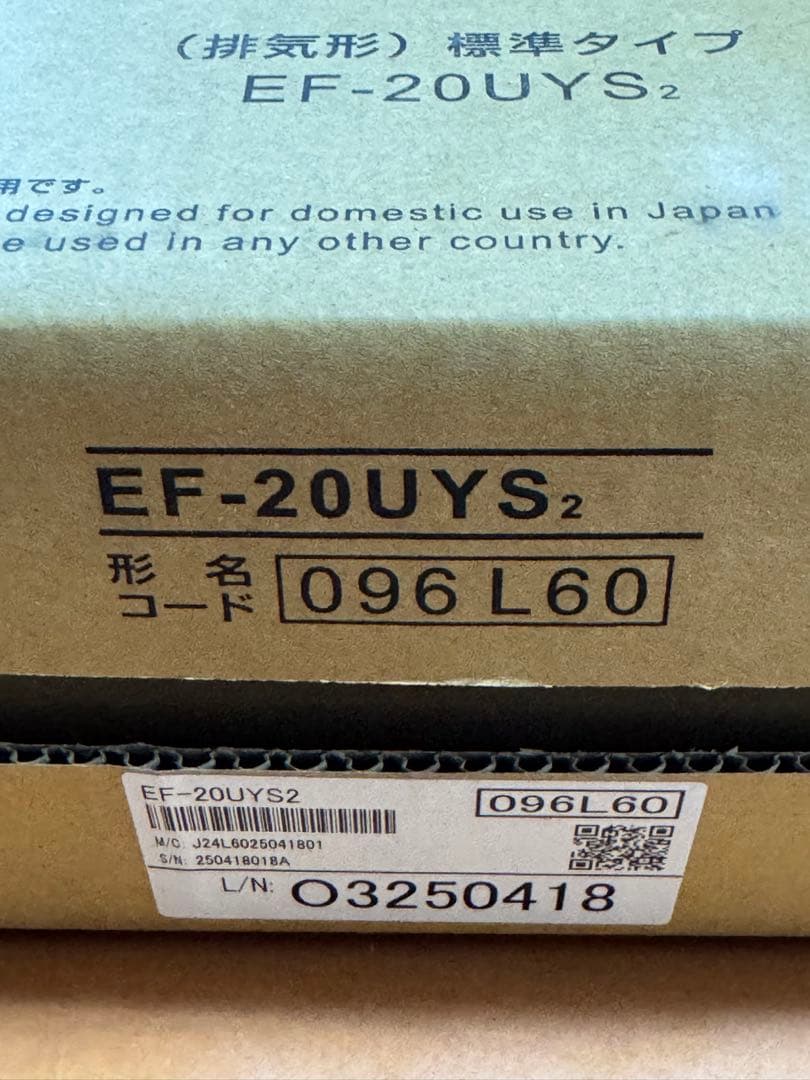 （排気形）標準タイプ
EF-20UYS₂
用です。
designed for domestic use in Japan
e used in any other country.
EF-20UYS₂
形名
コード
096L60
EF-20UYS2
096L60
M/C: J24L6025041801
S/N: 250418018A
L/N: O3250418